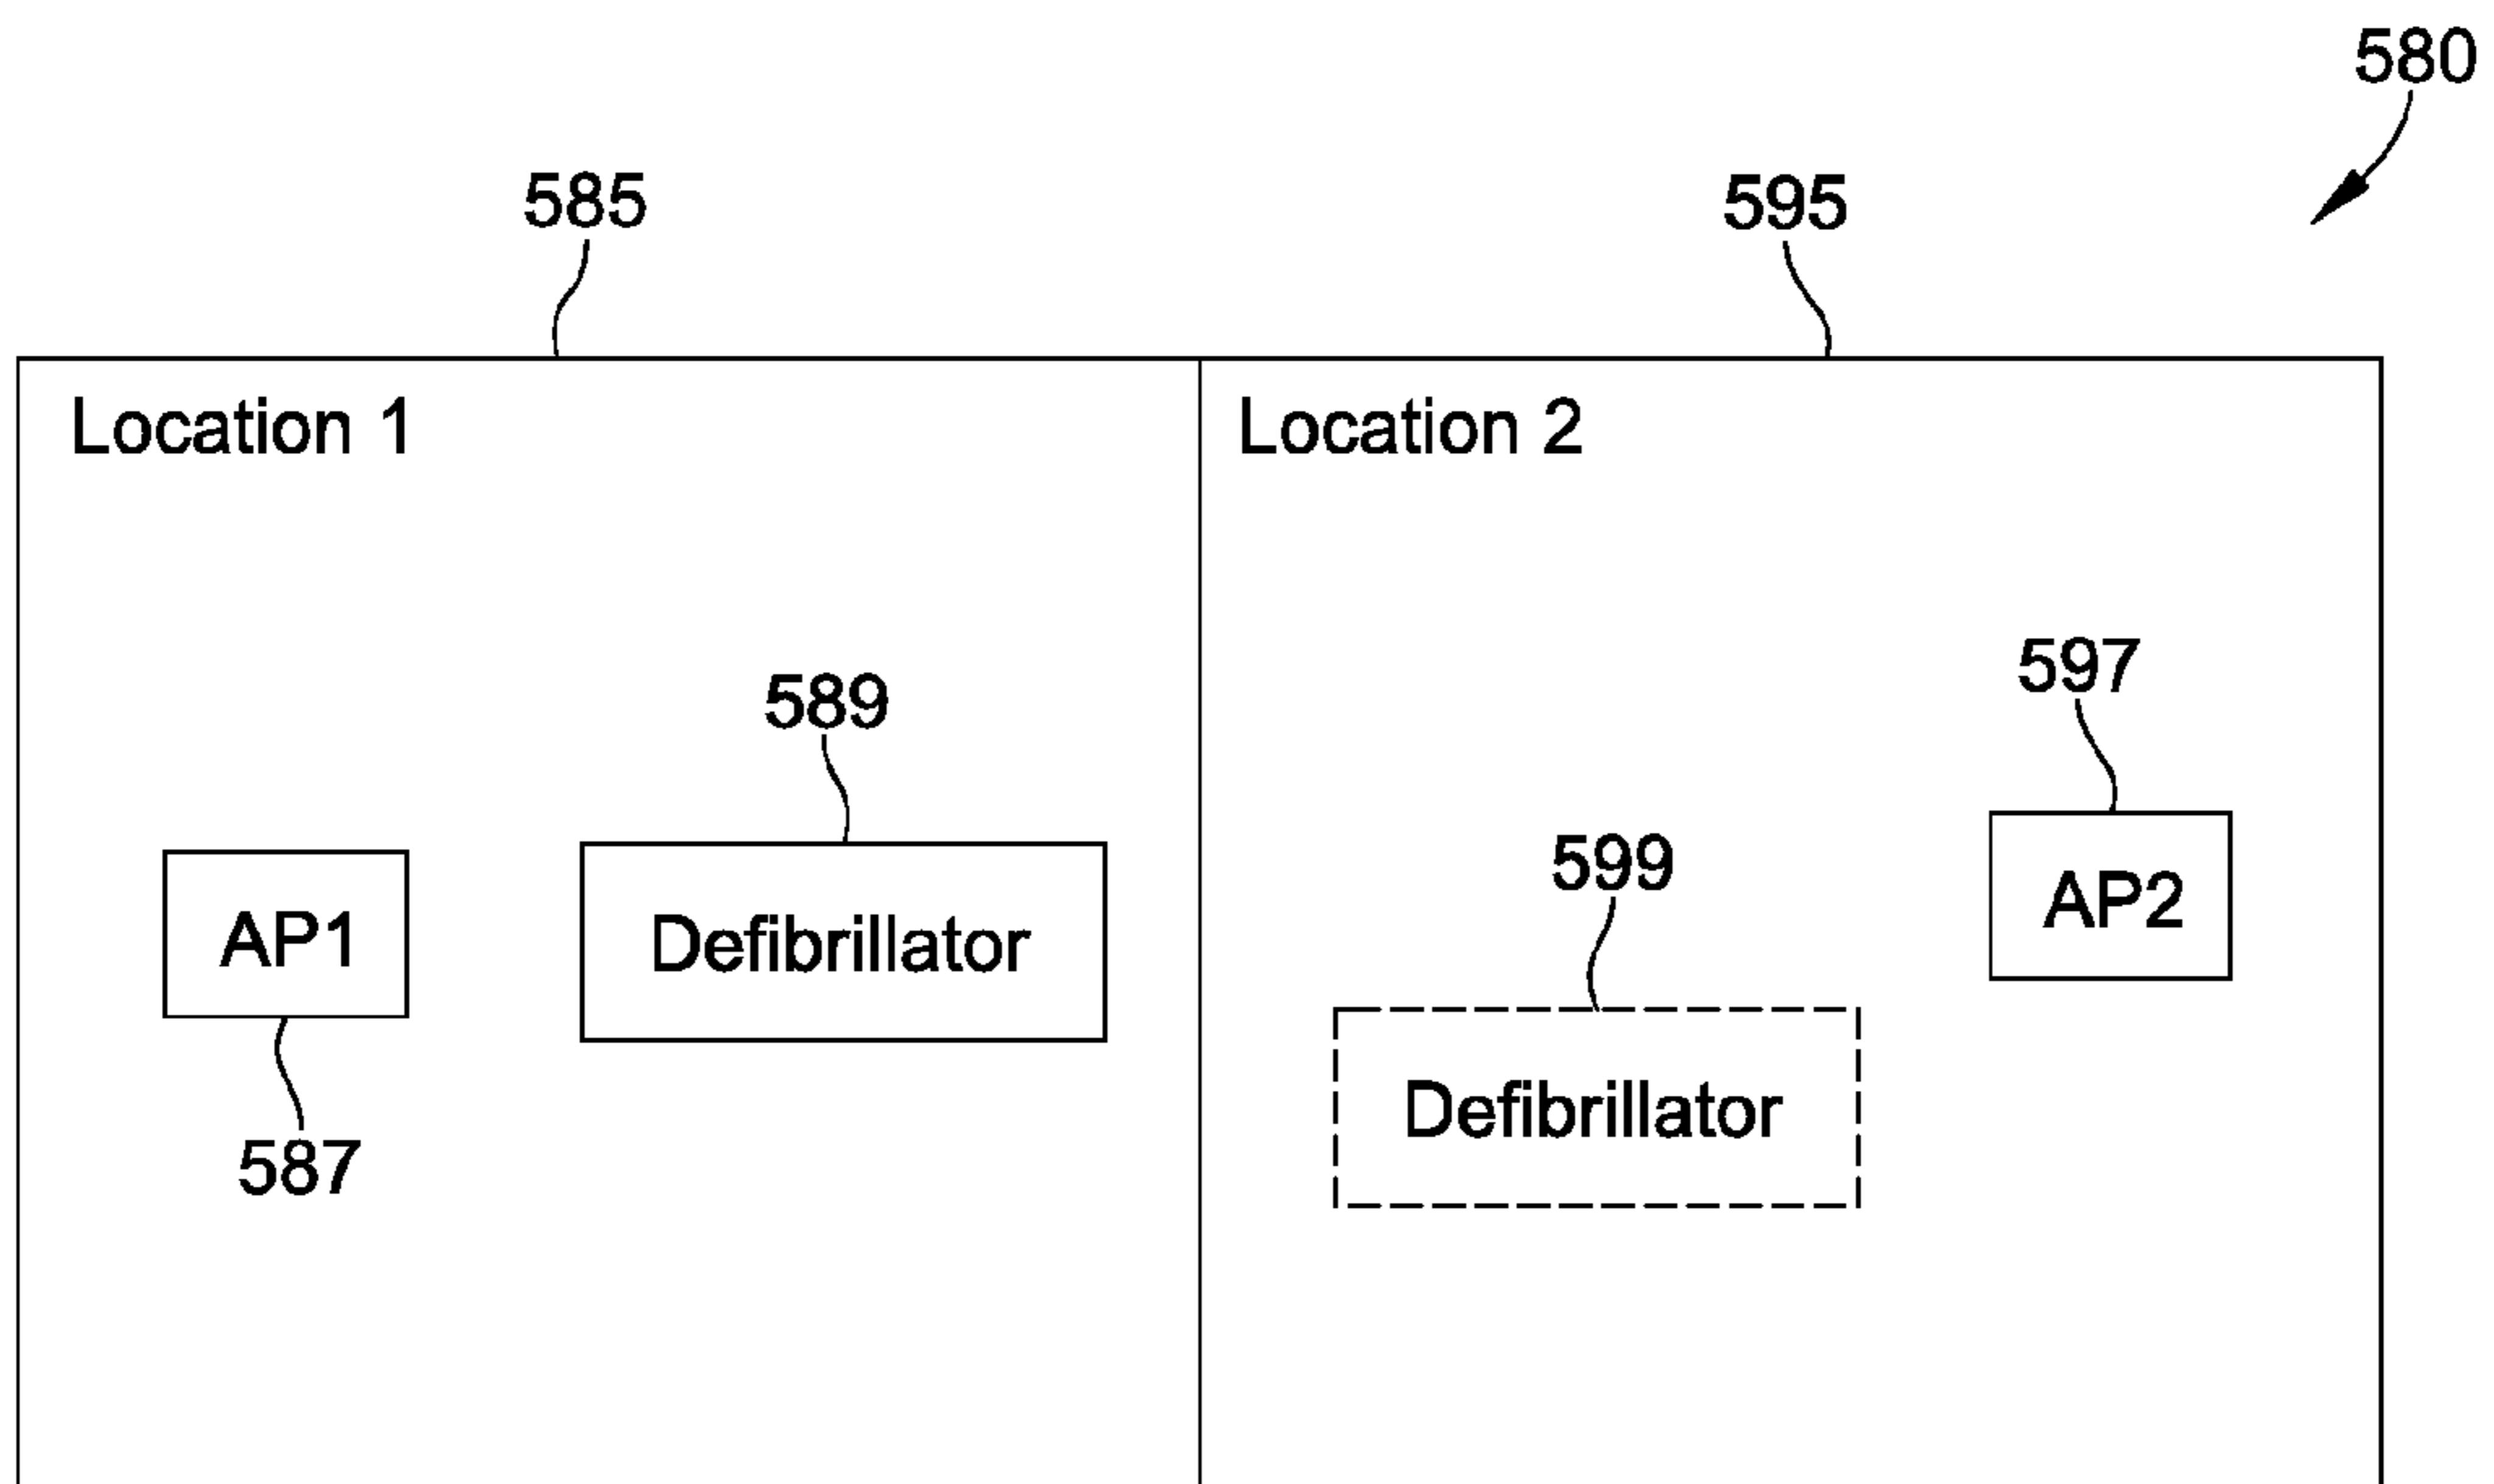 580
585
595
Location 1
Location 2
597
589
599
AP2
AP1
Defibrillator
Defibrillator
587